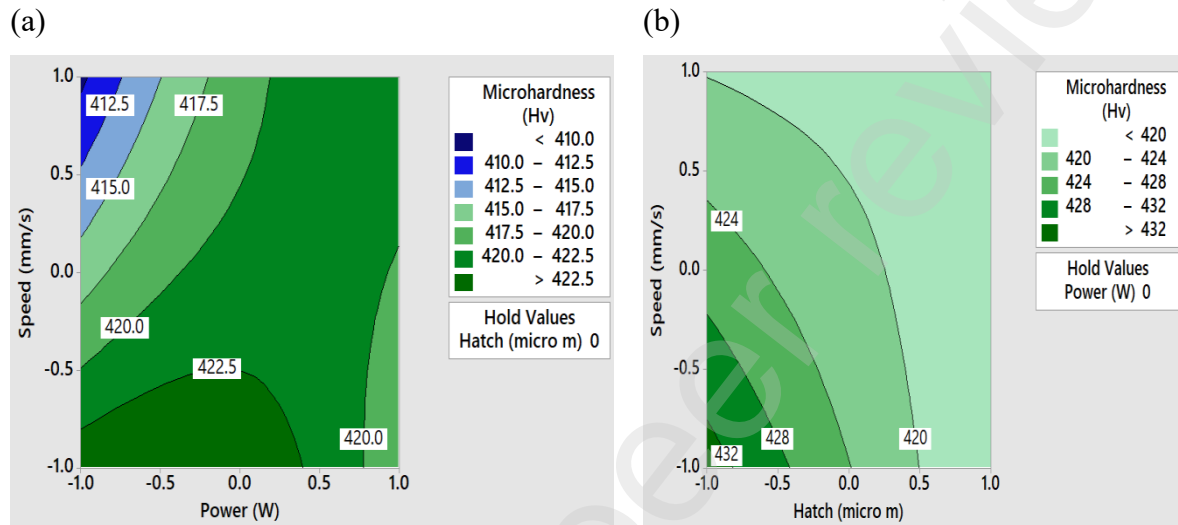 (a)
(b)
1.0
0.5
0.0
-0.5
-1.0
Speed (mm/s)
-1.0 -0.5 0.0 0.5 1.0
Power (W)
412.5
417.5
415.0
420.0
422.5
420.0
Microhardness
(Hv)
< 410.0
410.0 – 412.5
412.5 – 415.0
415.0 – 417.5
417.5 – 420.0
420.0 – 422.5
> 422.5
Hold Values
Hatch (micro m) 0
1.0
0.5
0.0
-0.5
-1.0
Speed (mm/s)
-1.0 -0.5 0.0 0.5 1.0
Hatch (micro m)
424
432
428
420
Microhardness
(Hv)
< 420
420 – 424
424 – 428
428 – 432
> 432
Hold Values
Power (W) 0
peer revie